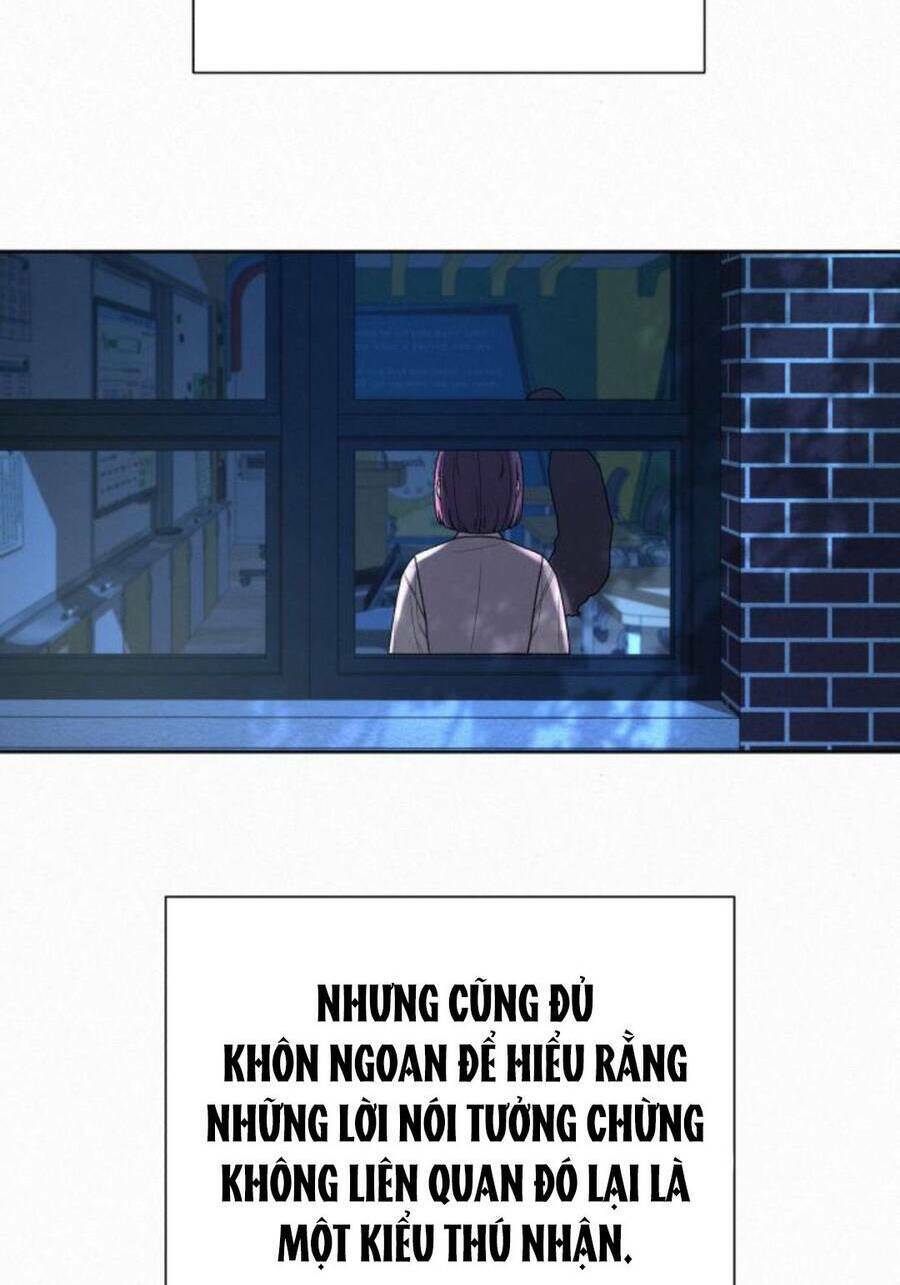 NHƯNG CŨNG ĐỦ
KHÔN NGOAN ĐỂ HIỂU RẰNG
NHỮNG LỜI NÓI TƯỞNG CHỪNG
KHÔNG LIÊN QUAN ĐÓ LẠI LÀ
MỘT KIỂU THÚ NHẬN.